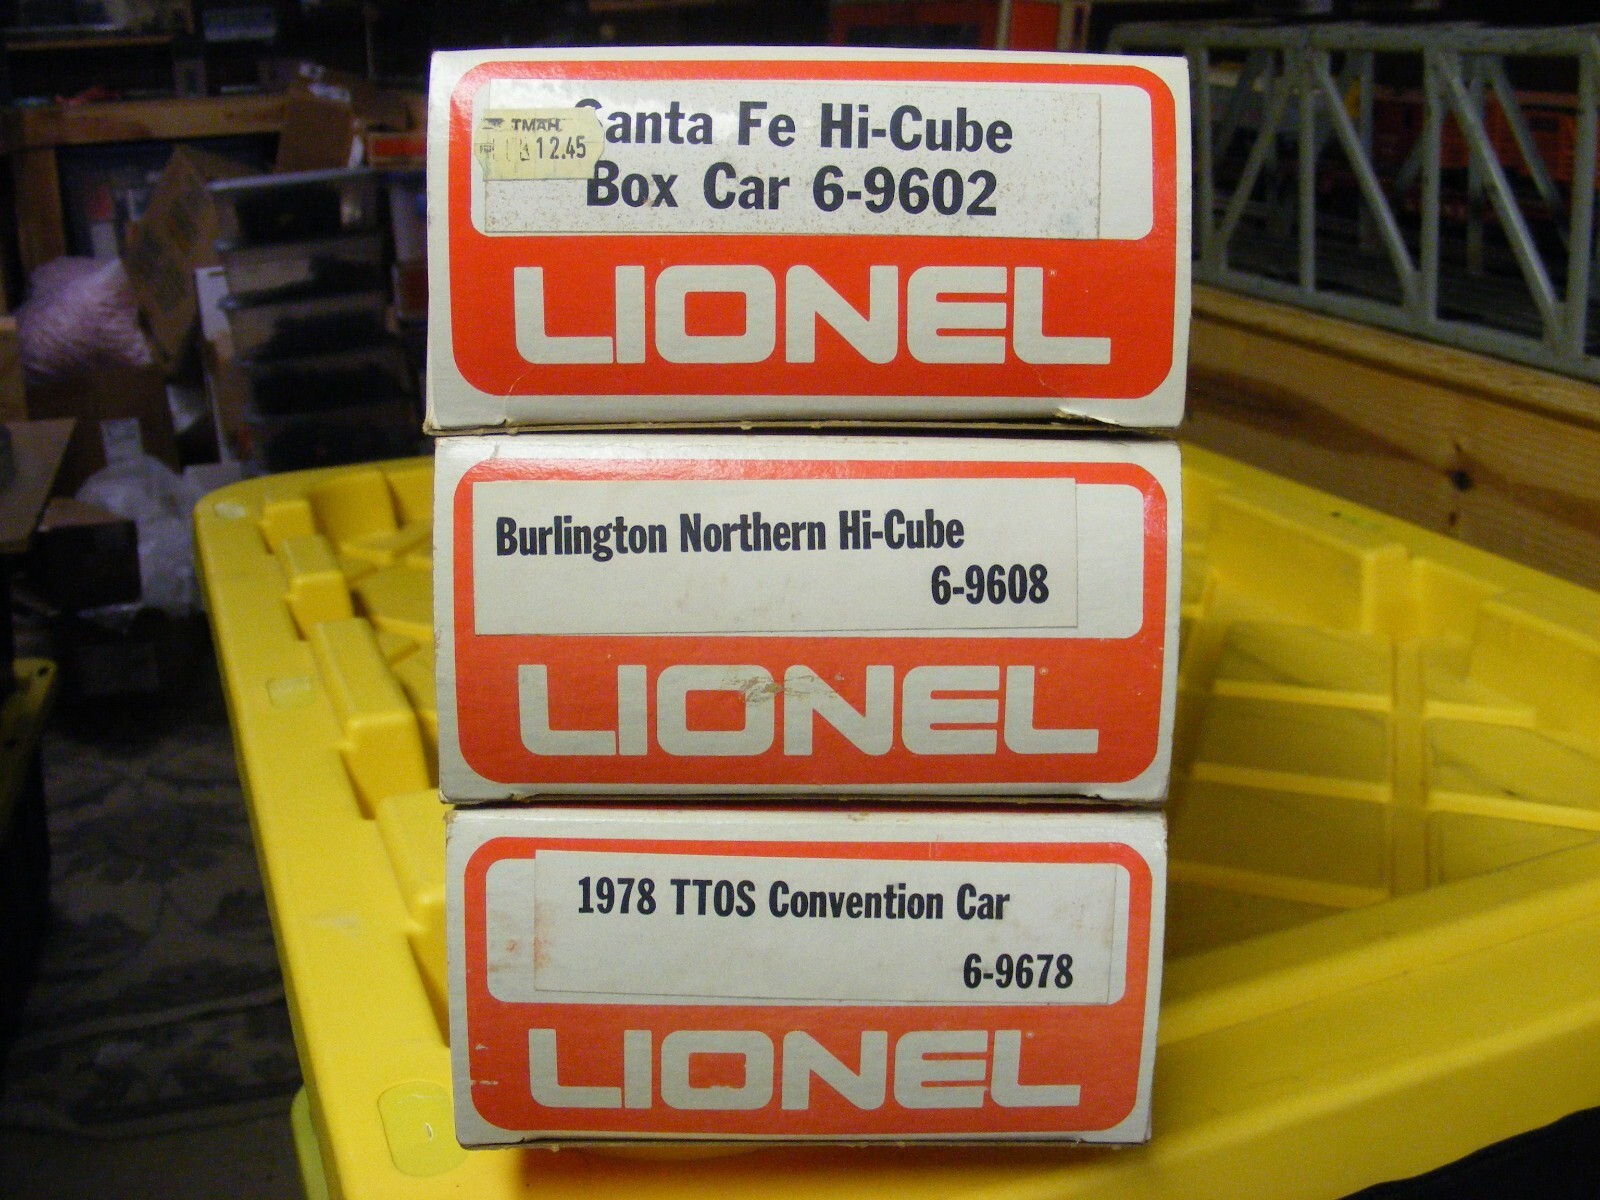 Santa Fe Hi-Cube
Box Car 6-9602
12.45
LIONEL
Burlington Northern Hi-Cube
6-9608
LIONEL
1978 TTOS Convention Car
6-9678
LIONEL